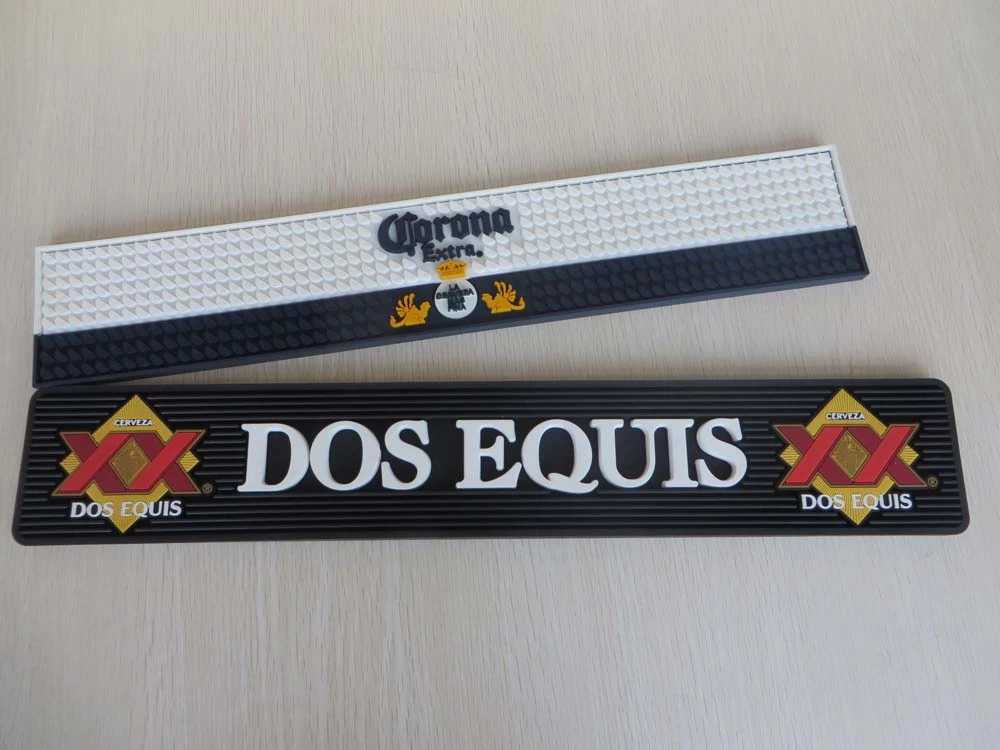 Corona
Extra.
LA
CERVEZA
MAS
FINA
CERVEZA
XX
®
DOS EQUIS
DOS EQUIS
CERVEZA
XX
®
DOS EQUIS